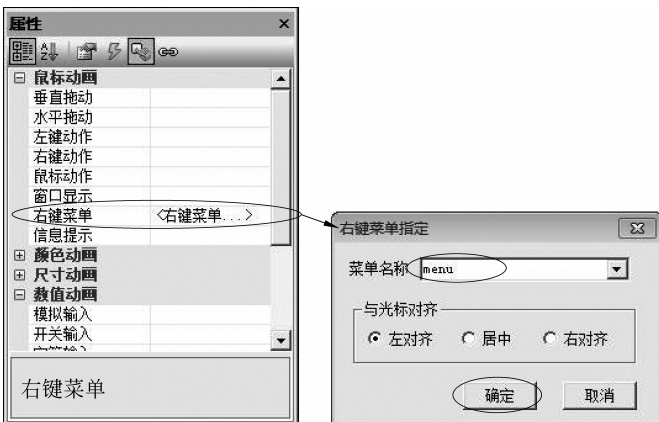 属性
鼠标动画
垂直拖动
水平拖动
左键动作
右键动作
鼠标动作
窗口显示
右键菜单 <右键菜单...>
信息提示
颜色动画
尺寸动画
数值动画
模拟输入
开关输入
右键菜单
右键菜单指定
菜单名称 menu
与光标对齐
左对齐 居中 右对齐
确定 取消